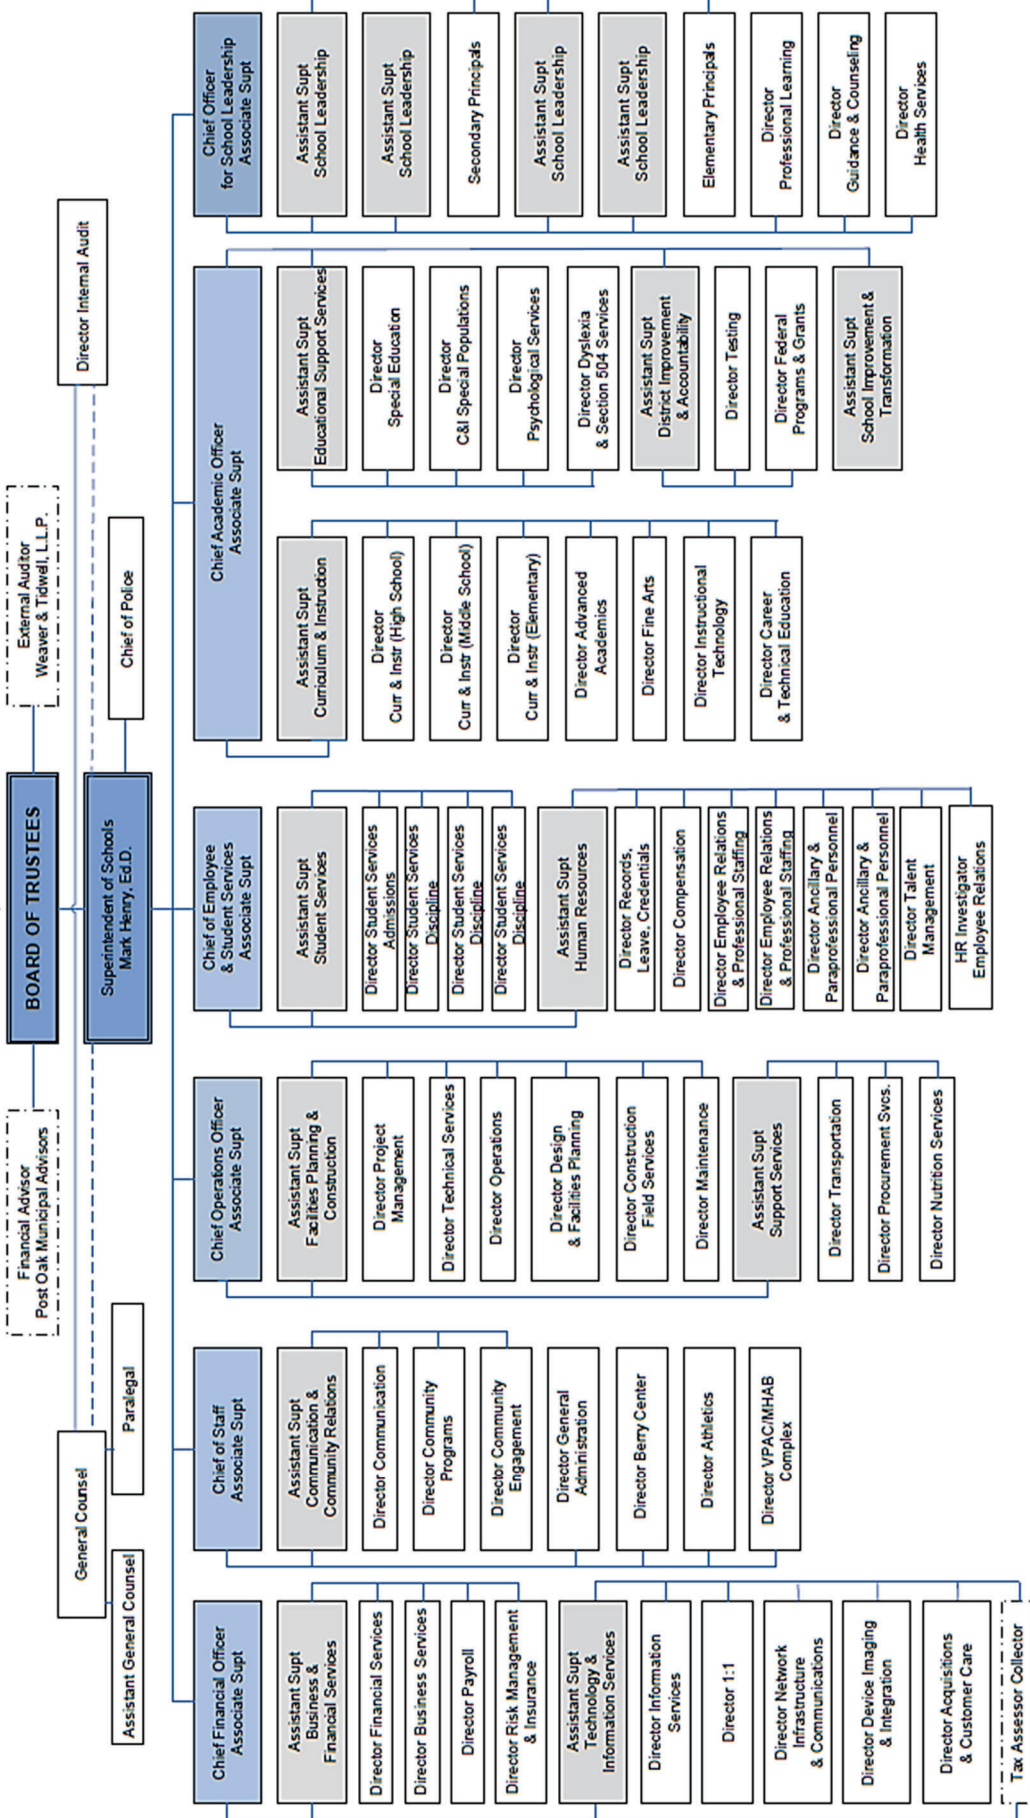 BOARD OF TRUSTEES
Financial Advisor
Post Oak Municipal Advisors
External Auditor
Weaver & Tidwell, L.L.P.
General Counsel
Director Internal Audit
Superintendent of Schools
Mark Henry, Ed.D.
Assistant General Counsel
Paralegal
Chief of Police
Chief Financial Officer
Associate Supt
Assistant Supt
Business &
Financial Services
Director Financial Services
Director Business Services
Director Payroll
Director Risk Management
& Insurance
Assistant Supt
Technology &
Information Services
Director Information
Services
Director 1:1
Director Network
Infrastructure
& Communications
Director Device Imaging
& Integration
Director Acquisitions
& Customer Care
Tax Assessor Collector
Chief of Staff
Associate Supt
Assistant Supt
Communication &
Community Relations
Director Communication
Director Community
Programs
Director Community
Engagement
Director General
Administration
Director Berry Center
Director Athletics
Director VPAC/MHAB
Complex
Chief Operations Officer
Associate Supt
Assistant Supt
Facilities Planning &
Construction
Director Project
Management
Director Technical Services
Director Operations
Director Design
& Facilities Planning
Director Construction
Field Services
Director Maintenance
Assistant Supt
Support Services
Director Transportation
Director Procurement Svcs.
Director Nutrition Services
Chief of Employee
& Student Services
Associate Supt
Assistant Supt
Student Services
Director Student Services
Admissions
Director Student Services
Discipline
Director Student Services
Discipline
Director Student Services
Discipline
Assistant Supt
Human Resources
Director Records,
Leave, Credentials
Director Compensation
Director Employee Relations
& Professional Staffing
Director Employee Relations
& Professional Staffing
Director Ancillary &
Paraprofessional Personnel
Director Ancillary &
Paraprofessional Personnel
Director Talent
Management
HR Investigator
Employee Relations
Chief Academic Officer
Associate Supt
Assistant Supt
Curriculum & Instruction
Director
Curr & Instr (High School)
Director
Curr & Instr (Middle School)
Director
Curr & Instr (Elementary)
Director Advanced
Academics
Director Fine Arts
Director Instructional
Technology
Director Career
& Technical Education
Assistant Supt
Educational Support Services
Director
Special Education
Director
C&I Special Populations
Director
Psychological Services
Director Dyslexia
& Section 504 Services
Assistant Supt
District Improvement
& Accountability
Director Testing
Director Federal
Programs & Grants
Assistant Supt
School Improvement &
Transformation
Chief Officer
for School Leadership
Associate Supt
Assistant Supt
School Leadership
Assistant Supt
School Leadership
Secondary Principals
Assistant Supt
School Leadership
Assistant Supt
School Leadership
Elementary Principals
Director
Professional Learning
Director
Guidance & Counseling
Director
Health Services